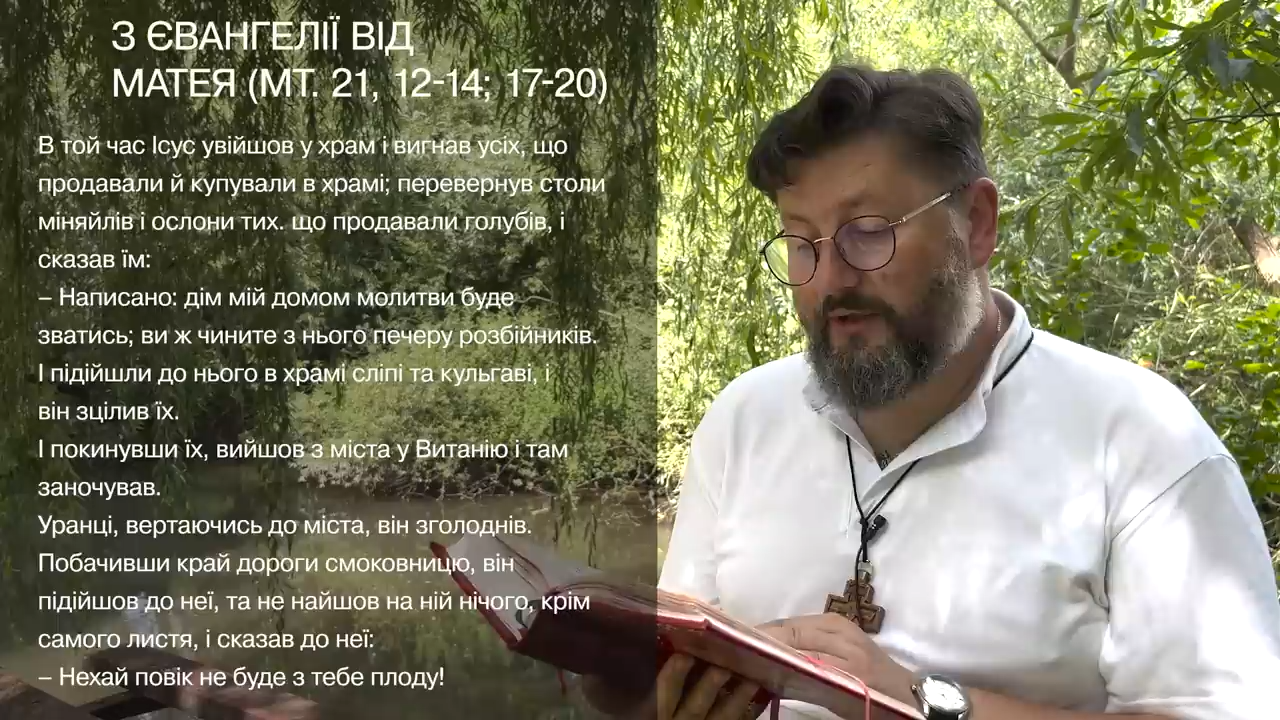 З ЄВАНГЕЛІЇ ВІД
МАТЕЯ (МТ. 21, 12-14; 17-20)
В той час Ісус увійшов у храм і вигнав усіх, що
продавали й купували в храмі; перевернув столи
міняйлів і ослони тих. що продавали голубів, і
сказав їм:
– Написано: дім мій домом молитви буде
зватись; ви ж чините з нього печеру розбійників.
І підійшли до нього в храмі сліпі та кульгаві, і
він зцілив їх.
І покинувши їх, вийшов з міста у Витанію і там
заночував.
Уранці, вертаючись до міста, він зголоднів.
Побачивши край дороги смоковницю, він
підійшов до неї, та не найшов на ній нічого, крім
самого листя, і сказав до неї:
– Нехай повік не буде з тебе плоду!